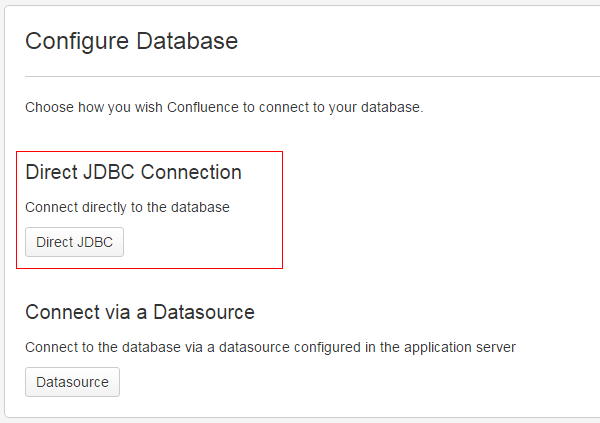 Configure Database
Choose how you wish Confluence to connect to your database.
Direct JDBC Connection
Connect directly to the database
Direct JDBC
Connect via a Datasource
Connect to the database via a datasource configured in the application server
Datasource